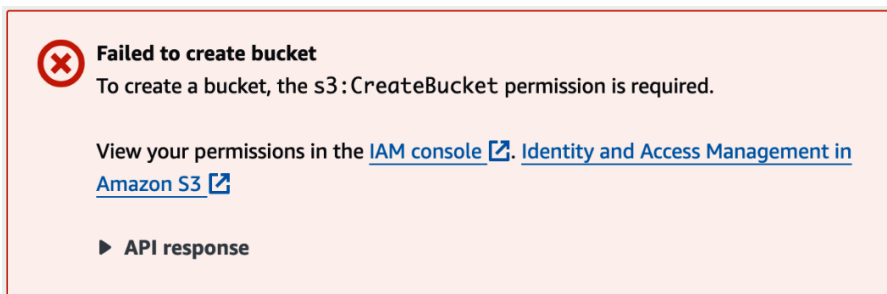 Failed to create bucket
To create a bucket, the s3:CreateBucket permission is required.
View your permissions in the IAM console. Identity and Access Management in
Amazon S3
API response